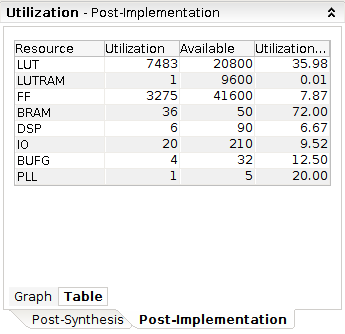 Utilization - Post-Implementation
Resource Utilization Available Utilization...
LUT 7483 20800 35.98
LUTRAM 1 9600 0.01
FF 3275 41600 7.87
BRAM 36 50 72.00
DSP 6 90 6.67
IO 20 210 9.52
BUFG 4 32 12.50
PLL 1 5 20.00
Graph Table
Post-Synthesis Post-Implementation